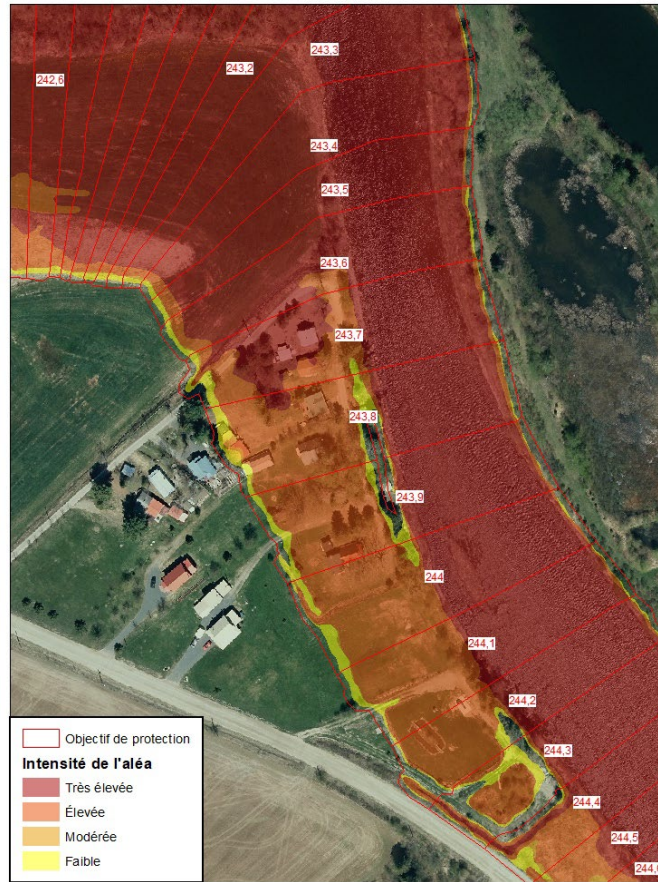 243,3
242,6
243,2
243,4
243,5
243,6
243,7
243,8
243,9
244
244,1
244,2
244,3
244,4
244,5
Objectif de protection
Intensité de l'aléa
Très élevée
Élevée
Modérée
Faible